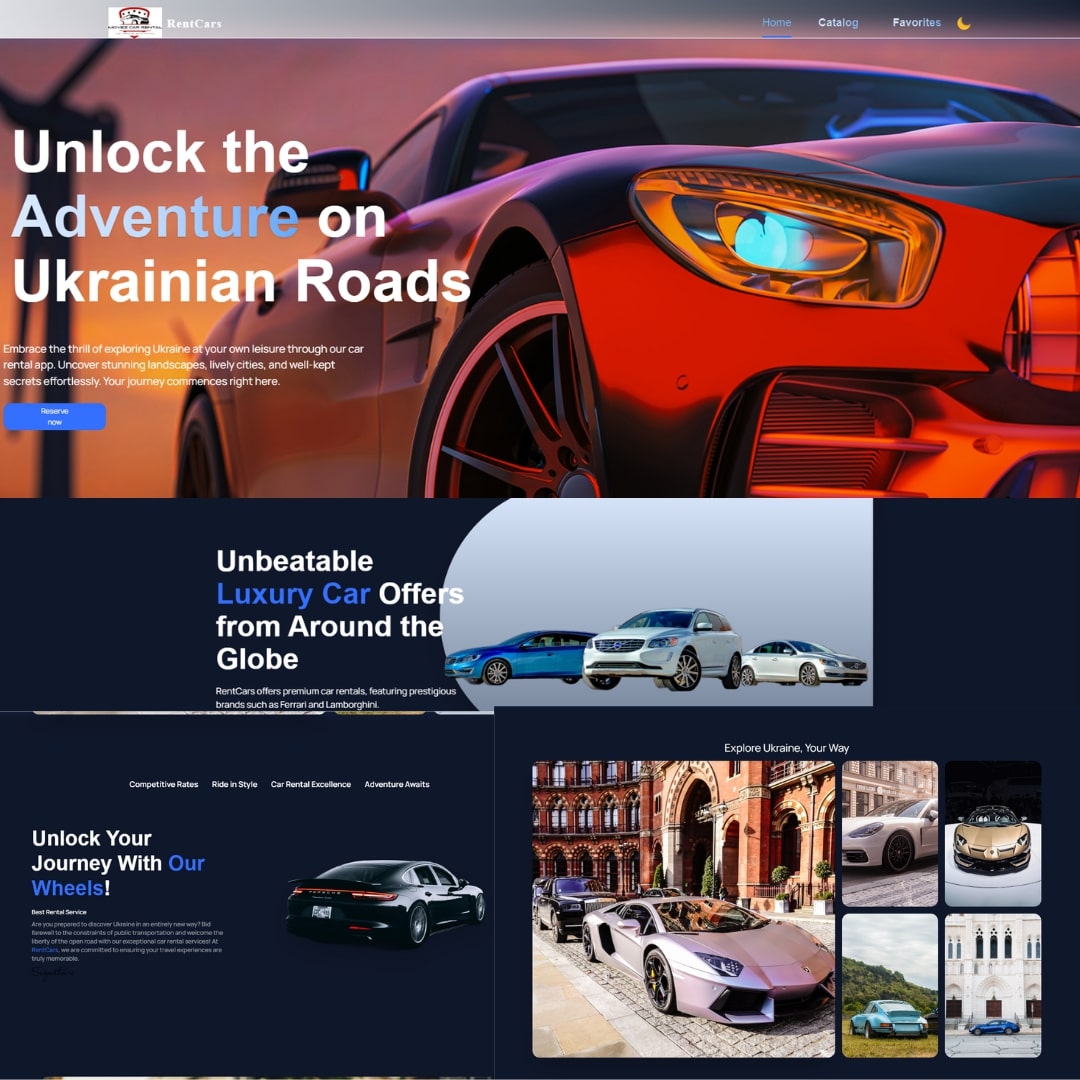 MOVEZ CAR RENTAL
RentCars
Home Catalog Favorites
Unlock the
Adventure on
Ukrainian Roads
Embrace the thrill of exploring Ukraine at your own leisure through our car
rental app. Uncover stunning landscapes, lively cities, and well-kept
secrets effortlessly. Your journey commences right here.
Reserve
now
Unbeatable
Luxury Car Offers
from Around the
Globe
RentCars offers premium car rentals, featuring prestigious
brands such as Ferrari and Lamborghini.
Competitive Rates Ride in Style Car Rental Excellence Adventure Awaits
Unlock Your
Journey With Our
Wheels!
Best Rental Service
Are you prepared to discover Ukraine in an entirely new way? Bid
farewell to the constraints of public transportation and welcome the
liberty of the open road with our exceptional car rental services! At
RentCars, we are committed to ensuring your travel experiences are
truly memorable.
Signature
Explore Ukraine, Your Way